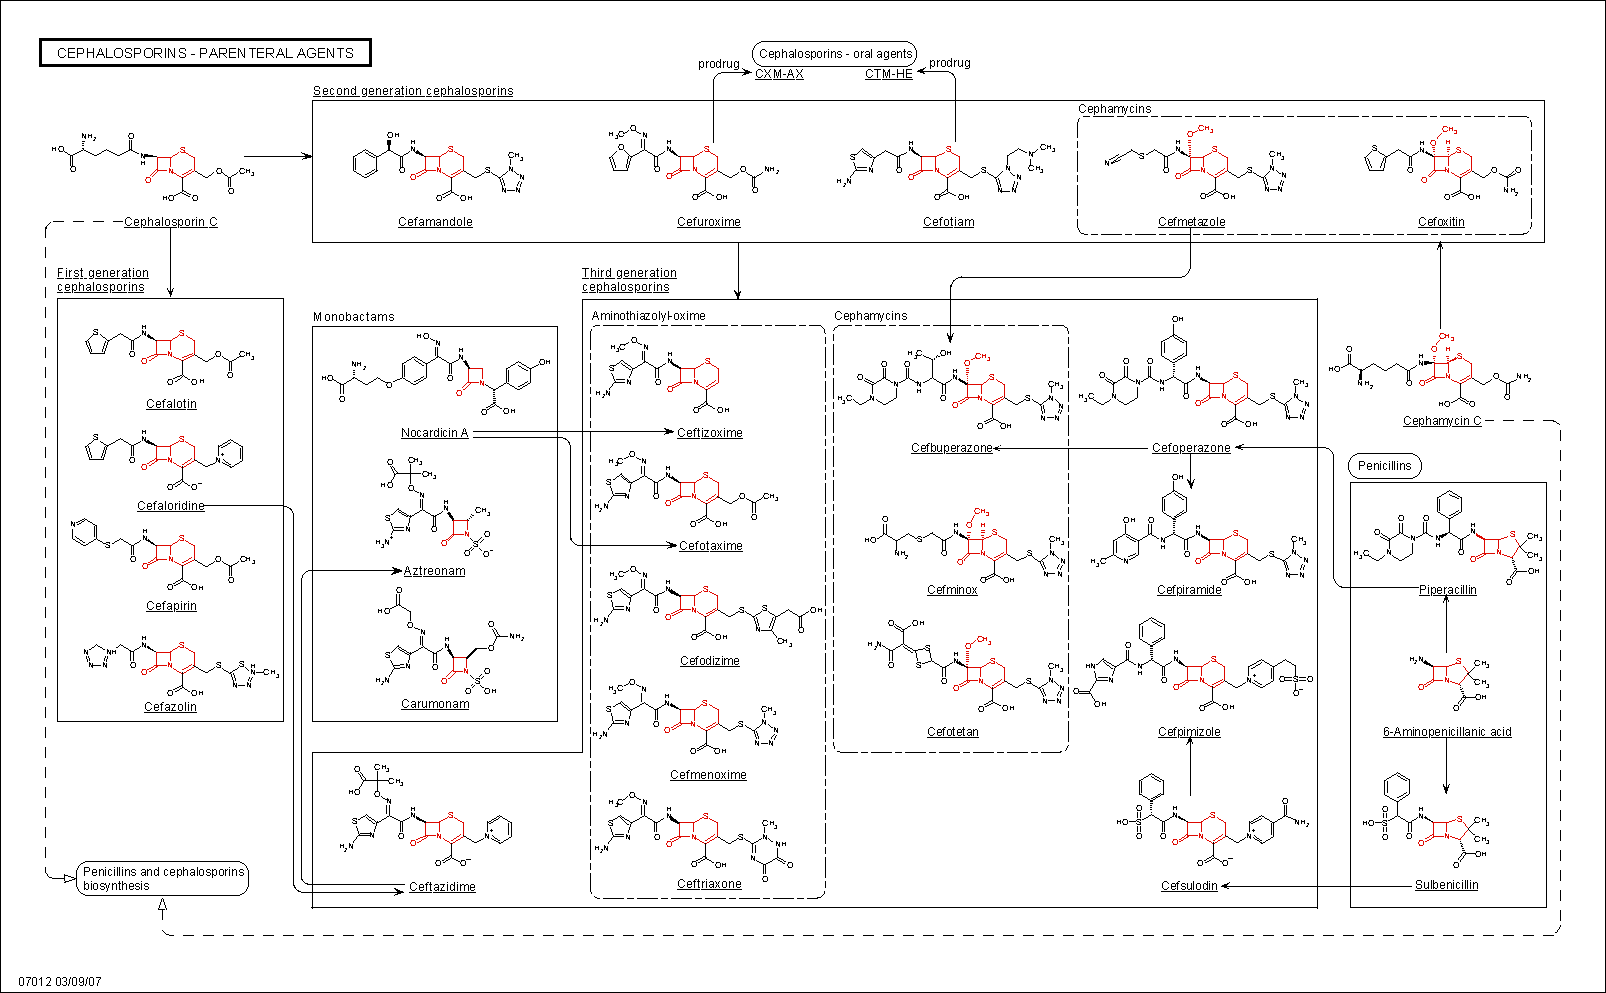 CEPHALOSPORINS - PARENTERAL AGENTS
Cephalosporins - oral agents
prodrug
CXM-AX
CTM-HE
prodrug
Second generation cephalosporins
Cephamycins
Cephalosporin C
Cefamandole
Cefuroxime
Cefotiam
Cefmetazole
Cefoxitin
First generation
cephalosporins
Third generation
cephalosporins
Monobactams
Aminothiazolyl-oxime
Cephamycins
Cefalotin
Nocardicin A
Ceftizoxime
Cefbuperazone
Cefoperazone
Cephamycin C
Penicillins
Cefaloridine
Cefotaxime
Aztreonam
Cefminox
Cefpiramide
Piperacillin
Cefapirin
Cefodizime
Carumonam
Cefazolin
Cefotetan
Cefpimizole
6-Aminopenicillanic acid
Cefmenoxime
Penicillins and cephalosporins
biosynthesis
Ceftazidime
Ceftriaxone
Cefsulodin
Sulbenicillin
07012 03/09/07